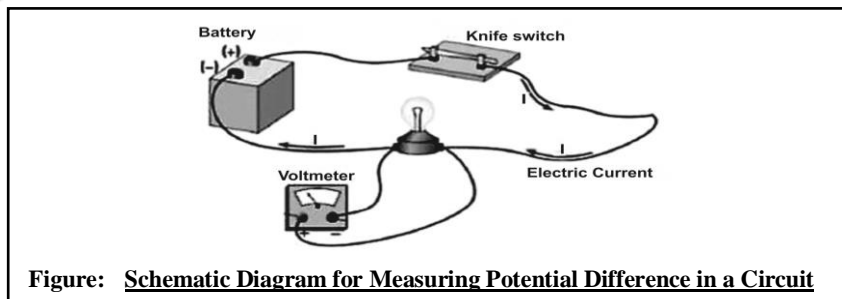 Battery
Knife switch
(+)
(-)
I
I
I
Electric Current
Voltmeter
+ -
Figure: Schematic Diagram for Measuring Potential Difference in a Circuit